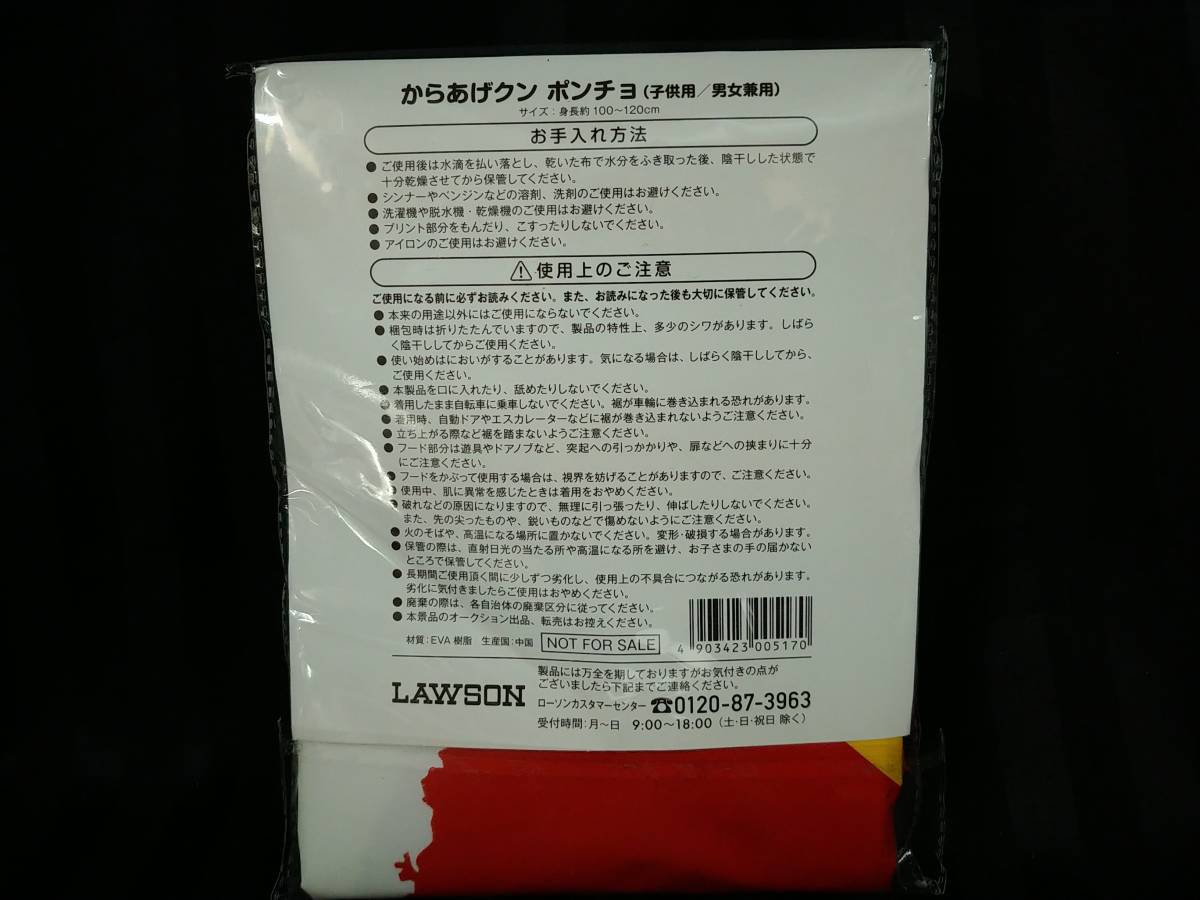 からあげクン ポンチョ(子供用/男女兼用)
サイズ:身長約100~120cm
お手入れ方法
●ご使用後は水滴を払い落とし、乾いた布で水分をふき取った後、陰干しした状態で
十分乾燥させてから保管してください。
●シンナーやベンジンなどの溶剤、洗剤のご使用はお避けください。
●洗濯機や脱水機・乾燥機のご使用はお避けください。
●プリント部分をもんだり、こすったりしないでください。
●アイロンのご使用はお避けください。
⚠使用上のご注意
ご使用になる前に必ずお読みください。また、お読みになった後も大切に保管してください。
●本来の用途以外にはご使用にならないでください。
●梱包時は折りたたんでいますので、製品の特性上、多少のシワがあります。しばら
く陰干ししてからご使用ください。
●使い始めはにおいがすることがあります。気になる場合は、しばらく陰干ししてから、
ご使用ください。
●本製品を口に入れたり、舐めたりしないでください。
●着用したまま自転車に乗車しないでください。裾が車輪に巻き込まれる恐れがあります。
●着用時、自動ドアやエスカレーターなどに裾が巻き込まれないようご注意ください。
●立ち上がる際など裾を踏まないようご注意ください。
●フード部分は遊具やドアノブなど、突起への引っかかりや、扉などへの挟まりに十分
にご注意ください。
●フードをかぶって使用する場合は、視界を妨げることがありますので、ご注意ください。
●使用中、肌に異常を感じたときは着用をおやめください。
●破れなどの原因になりますので、無理に引っ張ったり、伸ばしたりしないでください。
また、先の尖ったものや、鋭いものなどで傷めないようにご注意ください。
●火のそばや、高温になる場所に置かないでください。変形・破損する場合があります。
●保管の際は、直射日光の当たる所や高温になる所を避け、お子さまの手の届かない
ところで保管してください。
●長期間ご使用頂く間に少しずつ劣化し、使用上の不具合につながる恐れがあります。
劣化に気付きましたらご使用はおやめください。
●廃棄の際は、各自治体の廃棄区分に従ってください。
●本景品のオークション出品、転売はお控えください。
材質:EVA樹脂 生産国:中国 NOT FOR SALE
4 903423 005170
LAWSON
製品には万全を期しておりますがお気付きの点が
ございましたら下記までご連絡ください。
ローソンカスタマーセンター ☎0120-87-3963
受付時間:月~日 9:00~18:00(土・日・祝日 除く)